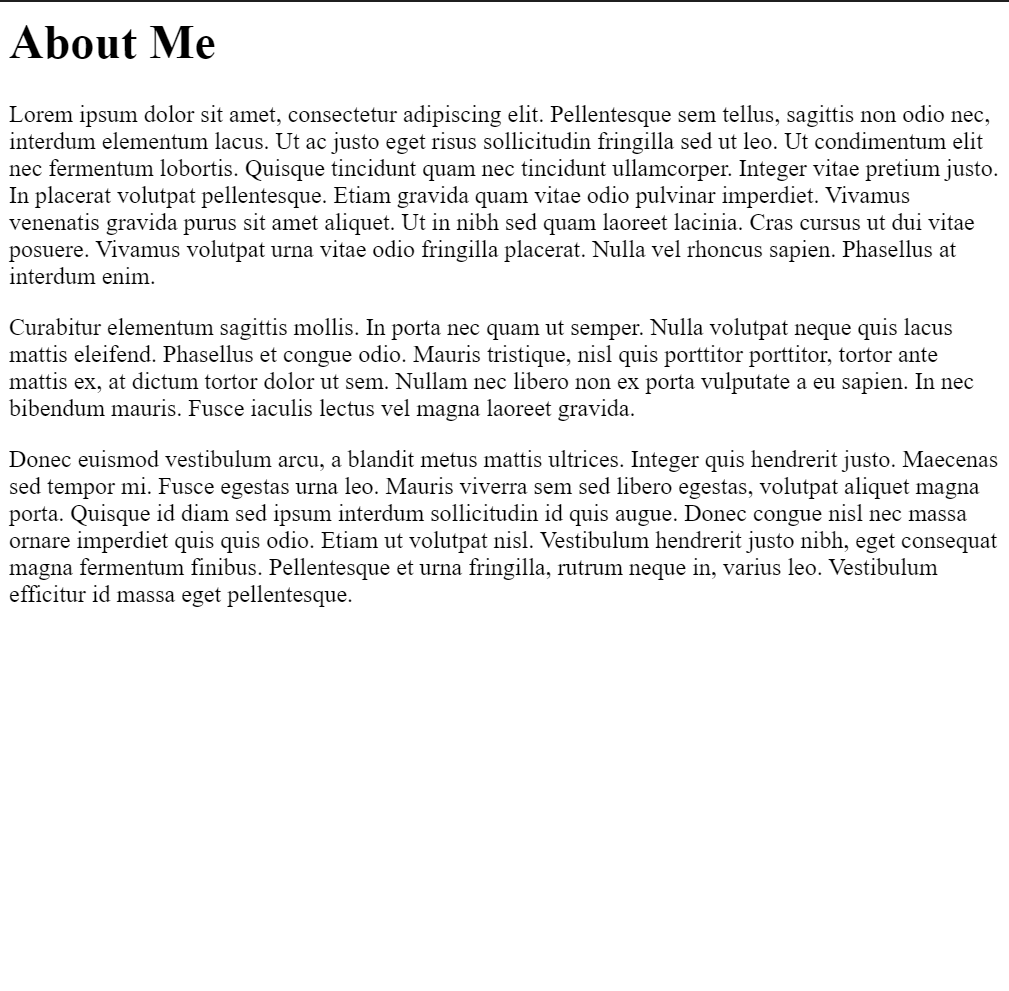 About Me
Lorem ipsum dolor sit amet, consectetur adipiscing elit. Pellentesque sem tellus, sagittis non odio nec,
interdum elementum lacus. Ut ac justo eget risus sollicitudin fringilla sed ut leo. Ut condimentum elit
nec fermentum lobortis. Quisque tincidunt quam nec tincidunt ullamcorper. Integer vitae pretium justo.
In placerat volutpat pellentesque. Etiam gravida quam vitae odio pulvinar imperdiet. Vivamus
venenatis gravida purus sit amet aliquet. Ut in nibh sed quam laoreet lacinia. Cras cursus ut dui vitae
posuere. Vivamus volutpat urna vitae odio fringilla placerat. Nulla vel rhoncus sapien. Phasellus at
interdum enim.
Curabitur elementum sagittis mollis. In porta nec quam ut semper. Nulla volutpat neque quis lacus
mattis eleifend. Phasellus et congue odio. Mauris tristique, nisl quis porttitor porttitor, tortor ante
mattis ex, at dictum tortor dolor ut sem. Nullam nec libero non ex porta vulputate a eu sapien. In nec
bibendum mauris. Fusce iaculis lectus vel magna laoreet gravida.
Donec euismod vestibulum arcu, a blandit metus mattis ultrices. Integer quis hendrerit justo. Maecenas
sed tempor mi. Fusce egestas urna leo. Mauris viverra sem sed libero egestas, volutpat aliquet magna
porta. Quisque id diam sed ipsum interdum sollicitudin id quis augue. Donec congue nisl nec massa
ornare imperdiet quis quis odio. Etiam ut volutpat nisl. Vestibulum hendrerit justo nibh, eget consequat
magna fermentum finibus. Pellentesque et urna fringilla, rutrum neque in, varius leo. Vestibulum
efficitur id massa eget pellentesque.